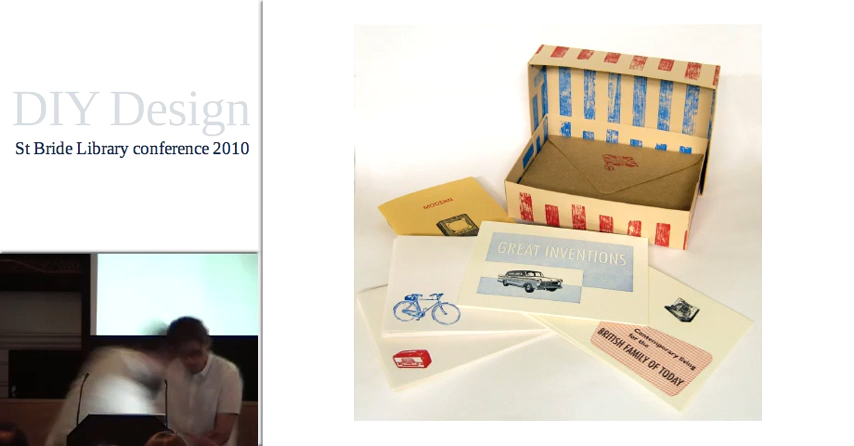 DIY Design
St Bride Library conference 2010
MODERN
GREAT INVENTIONS
Contemporary living
for the
BRITISH FAMILY OF TODAY